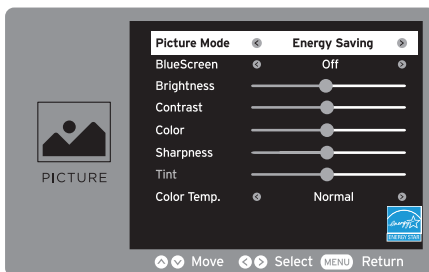 Picture Mode Energy Saving
BlueScreen Off
Brightness
Contrast
Color
Sharpness
Tint
PICTURE
Color Temp. Normal
energy
ENERGY STAR
Move Select MENU Return